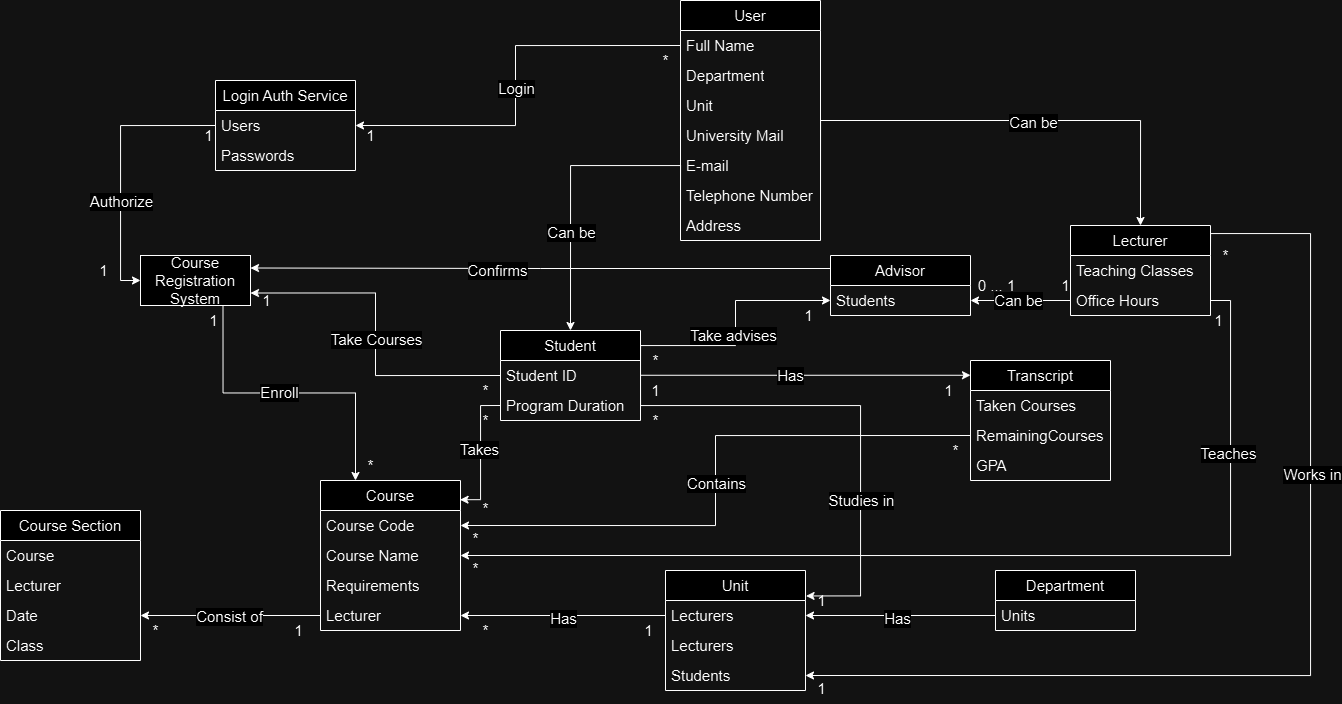 User
Full Name
Department
Unit
University Mail
E-mail
Telephone Number
Address
*
Login
Login Auth Service
Users
Passwords
1
1
Authorize
1
Can be
Can be
Lecturer
Teaching Classes
Office Hours
*
1
1
Course
Registration
System
1
1
Confirms
Advisor
Students
0 ... 1
Can be
1
Take Courses
Student
Student ID
Program Duration
*
*
*
1
*
Take advises
Has
1
Transcript
Taken Courses
RemainingCourses
GPA
*
Enroll
*
Takes
*
Contains
*
Studies in
Teaches
*
Works in
Course
Course Code
Course Name
Requirements
Lecturer
Course Section
Course
Lecturer
Date
Class
Consist of
*
1
Has
*
1
Unit
Lecturers
Lecturers
Students
1
1
Has
Department
Units